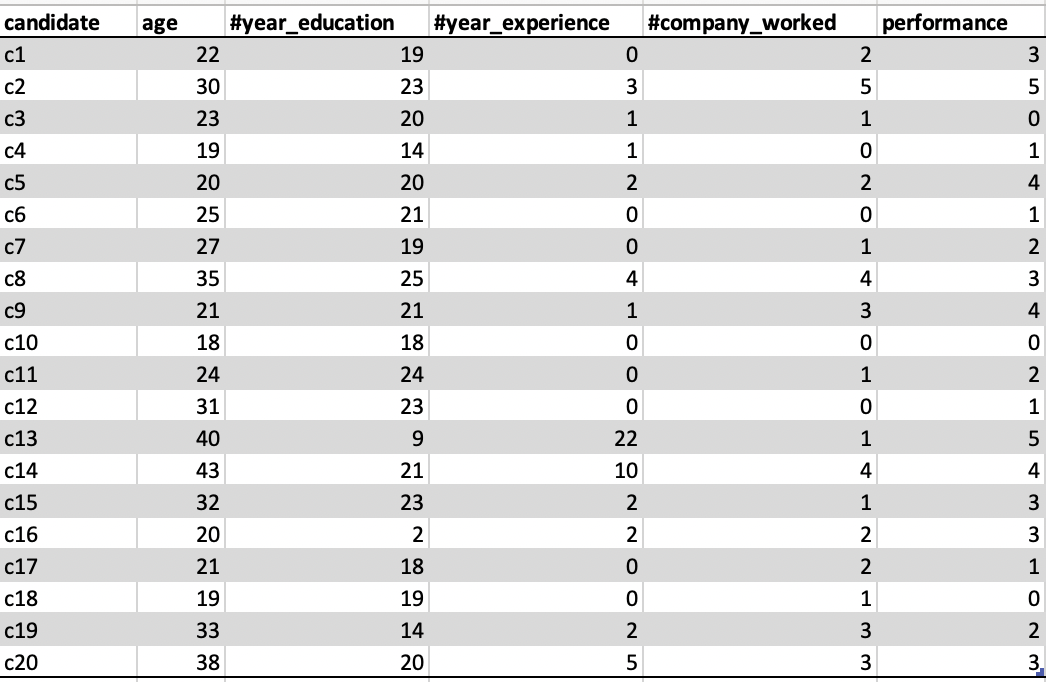 candidate age #year_education #year_experience #company_worked performance
c1 22 19 0 2 3
c2 30 23 3 5 5
c3 23 20 1 1 0
c4 19 14 1 0 1
c5 20 20 2 2 4
c6 25 21 0 0 1
c7 27 19 0 1 2
c8 35 25 4 4 3
c9 21 21 1 3 4
c10 18 18 0 0 0
c11 24 24 0 1 2
c12 31 23 0 0 1
c13 40 9 22 1 5
c14 43 21 10 4 4
c15 32 23 2 1 3
c16 20 2 2 2 3
c17 21 18 0 2 1
c18 19 19 0 1 0
c19 33 14 2 3 2
c20 38 20 5 3 3